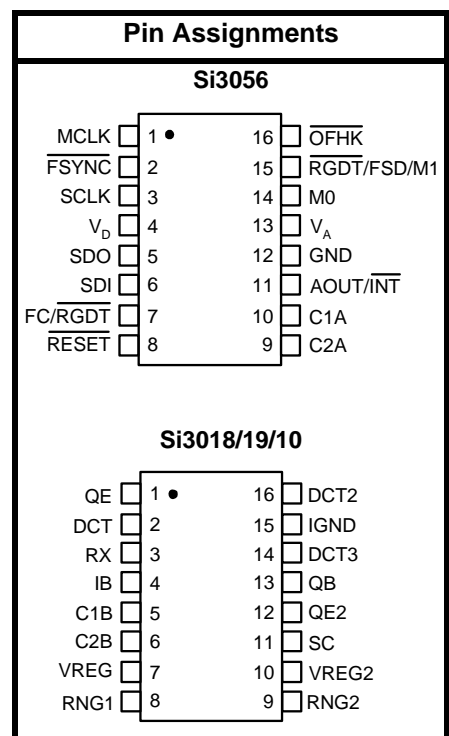 Pin Assignments
Si3056
MCLK 1 16 OFHK
FSYNC 2 15 RGDT/FSD/M1
SCLK 3 14 M0
VD 4 13 VA
SDO 5 12 GND
SDI 6 11 AOUT/INT
FC/RGDT 7 10 C1A
RESET 8 9 C2A
Si3018/19/10
QE 1 16 DCT2
DCT 2 15 IGND
RX 3 14 DCT3
IB 4 13 QB
C1B 5 12 QE2
C2B 6 11 SC
VREG 7 10 VREG2
RNG1 8 9 RNG2